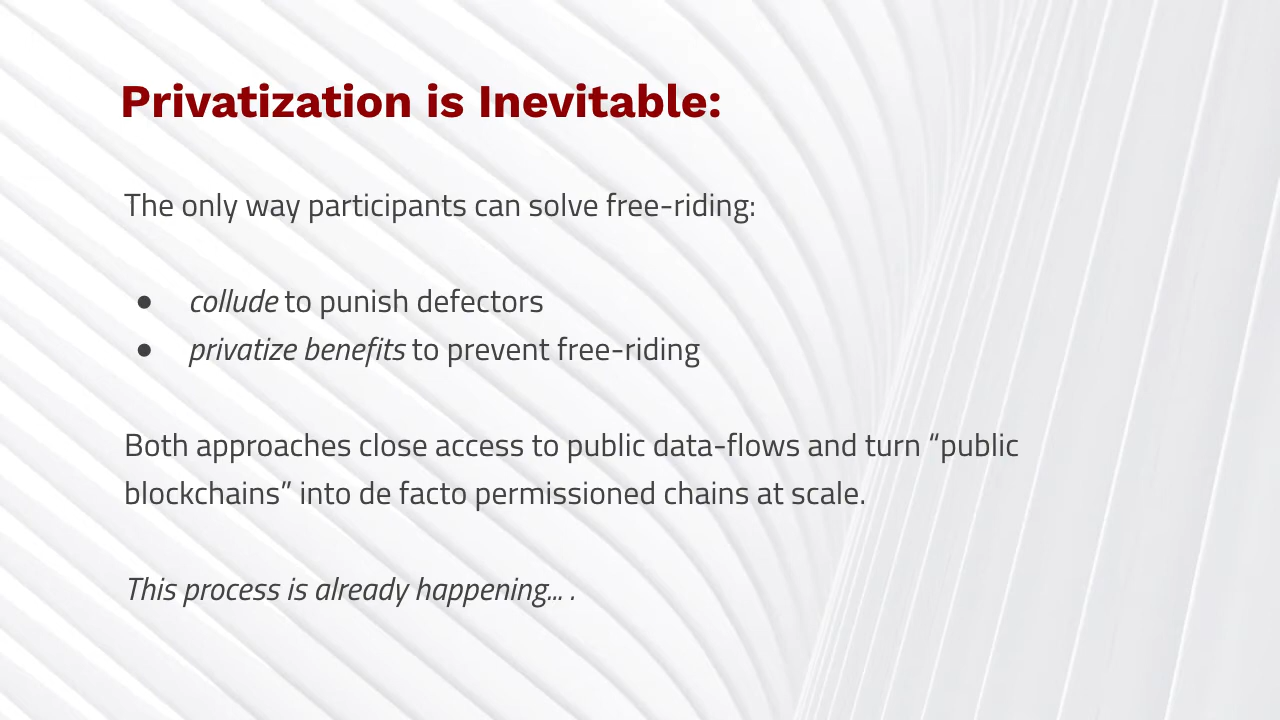 Privatization is Inevitable:
The only way participants can solve free-riding:
● collude to punish defectors
● privatize benefits to prevent free-riding
Both approaches close access to public data-flows and turn “public
blockchains” into de facto permissioned chains at scale.
This process is already happening... .